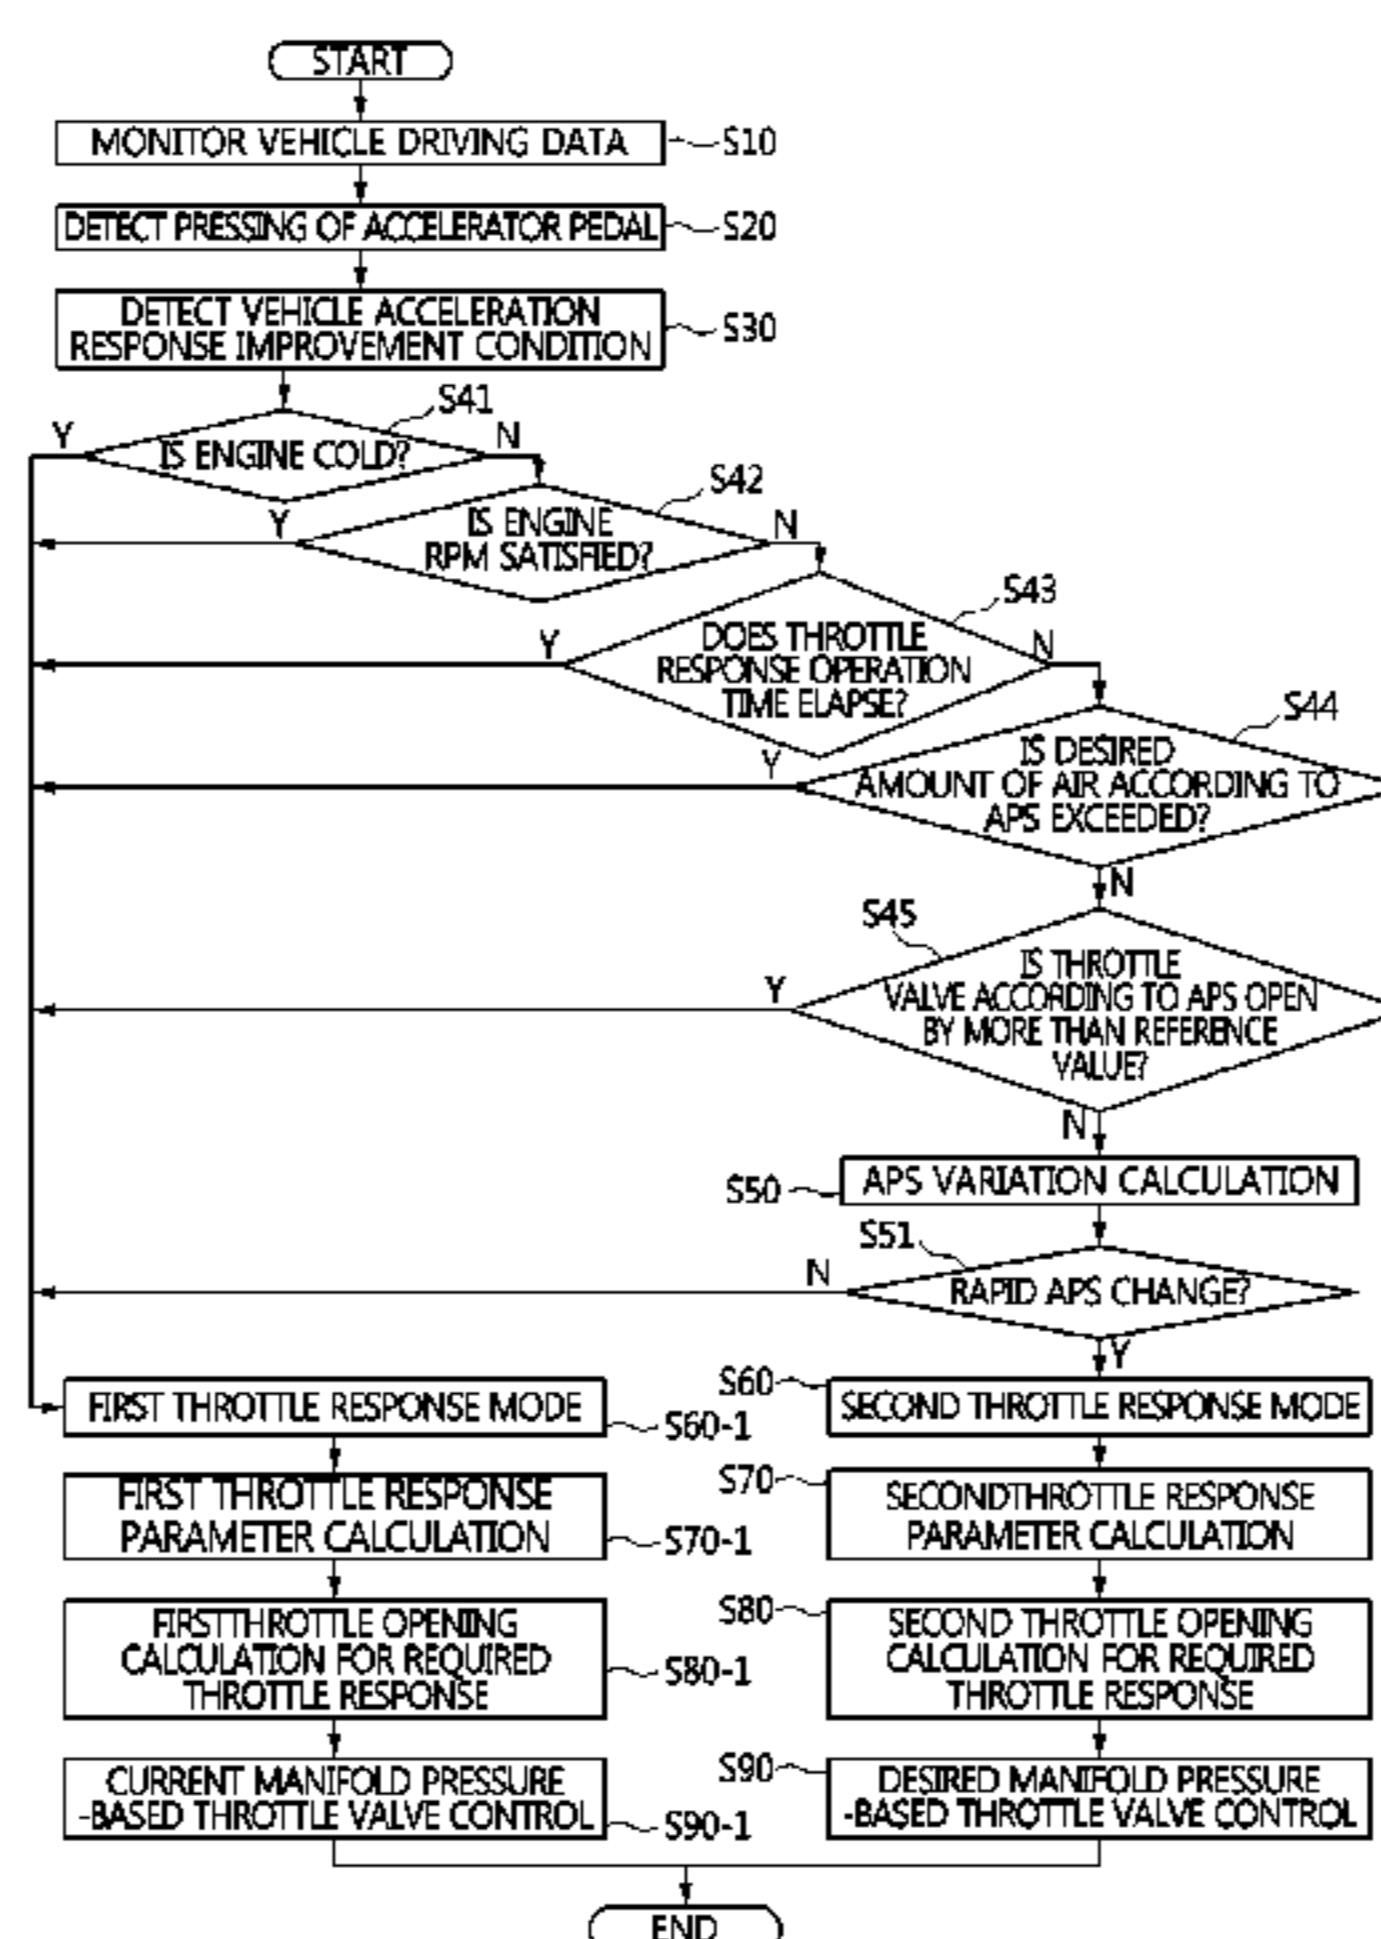 START
MONITOR VEHICLE DRIVING DATA
S10
DETECT PRESSING OF ACCELERATOR PEDAL
S20
DETECT VEHICLE ACCELERATION
RESPONSE IMPROVEMENT CONDITION
S30
S41
Y
IS ENGINE COLD?
N
S42
Y
IS ENGINE
RPM SATISFIED?
N
S43
Y
DOES THROTTLE
RESPONSE OPERATION
TIME ELAPSE?
N
S44
Y
IS DESIRED
AMOUNT OF AIR ACCORDING TO
APS EXCEEDED?
N
S45
Y
IS THROTTLE
VALVE ACCORDING TO APS OPEN
BY MORE THAN REFERENCE
VALUE?
N
S50
APS VARIATION CALCULATION
S51
N
RAPID APS CHANGE?
Y
FIRST THROTTLE RESPONSE MODE
S60-1
S60
SECOND THROTTLE RESPONSE MODE
FIRST THROTTLE RESPONSE
PARAMETER CALCULATION
S70-1
S70
SECONDTHROTTLE RESPONSE
PARAMETER CALCULATION
FIRSTTHROTTLE OPENING
CALCULATION FOR REQUIRED
THROTTLE RESPONSE
S80-1
S80
SECOND THROTTLE OPENING
CALCULATION FOR REQUIRED
THROTTLE RESPONSE
CURRENT MANIFOLD PRESSURE
-BASED THROTTLE VALVE CONTROL
S90-1
S90
DESIRED MANIFOLD PRESSURE
-BASED THROTTLE VALVE CONTROL
END